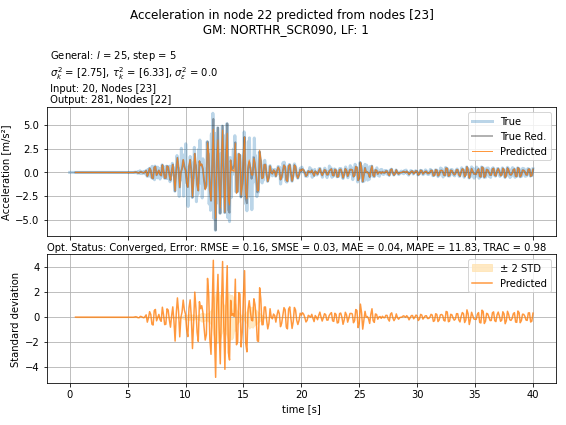 Acceleration in node 22 predicted from nodes [23]
GM: NORTHR_SCR090, LF: 1
General: l = 25, step = 5
σ²ₖ = [2.75], τ²ₖ = [6.33], σ²ε = 0.0
Input: 20, Nodes [23]
Output: 281, Nodes [22]
Acceleration [m/s²]
5.0
2.5
0.0
−2.5
−5.0
True
True Red.
Predicted
Opt. Status: Converged, Error: RMSE = 0.16, SMSE = 0.03, MAE = 0.04, MAPE = 11.83, TRAC = 0.98
Standard deviation
4
2
0
−2
−4
± 2 STD
Predicted
0 5 10 15 20 25 30 35 40
time [s]